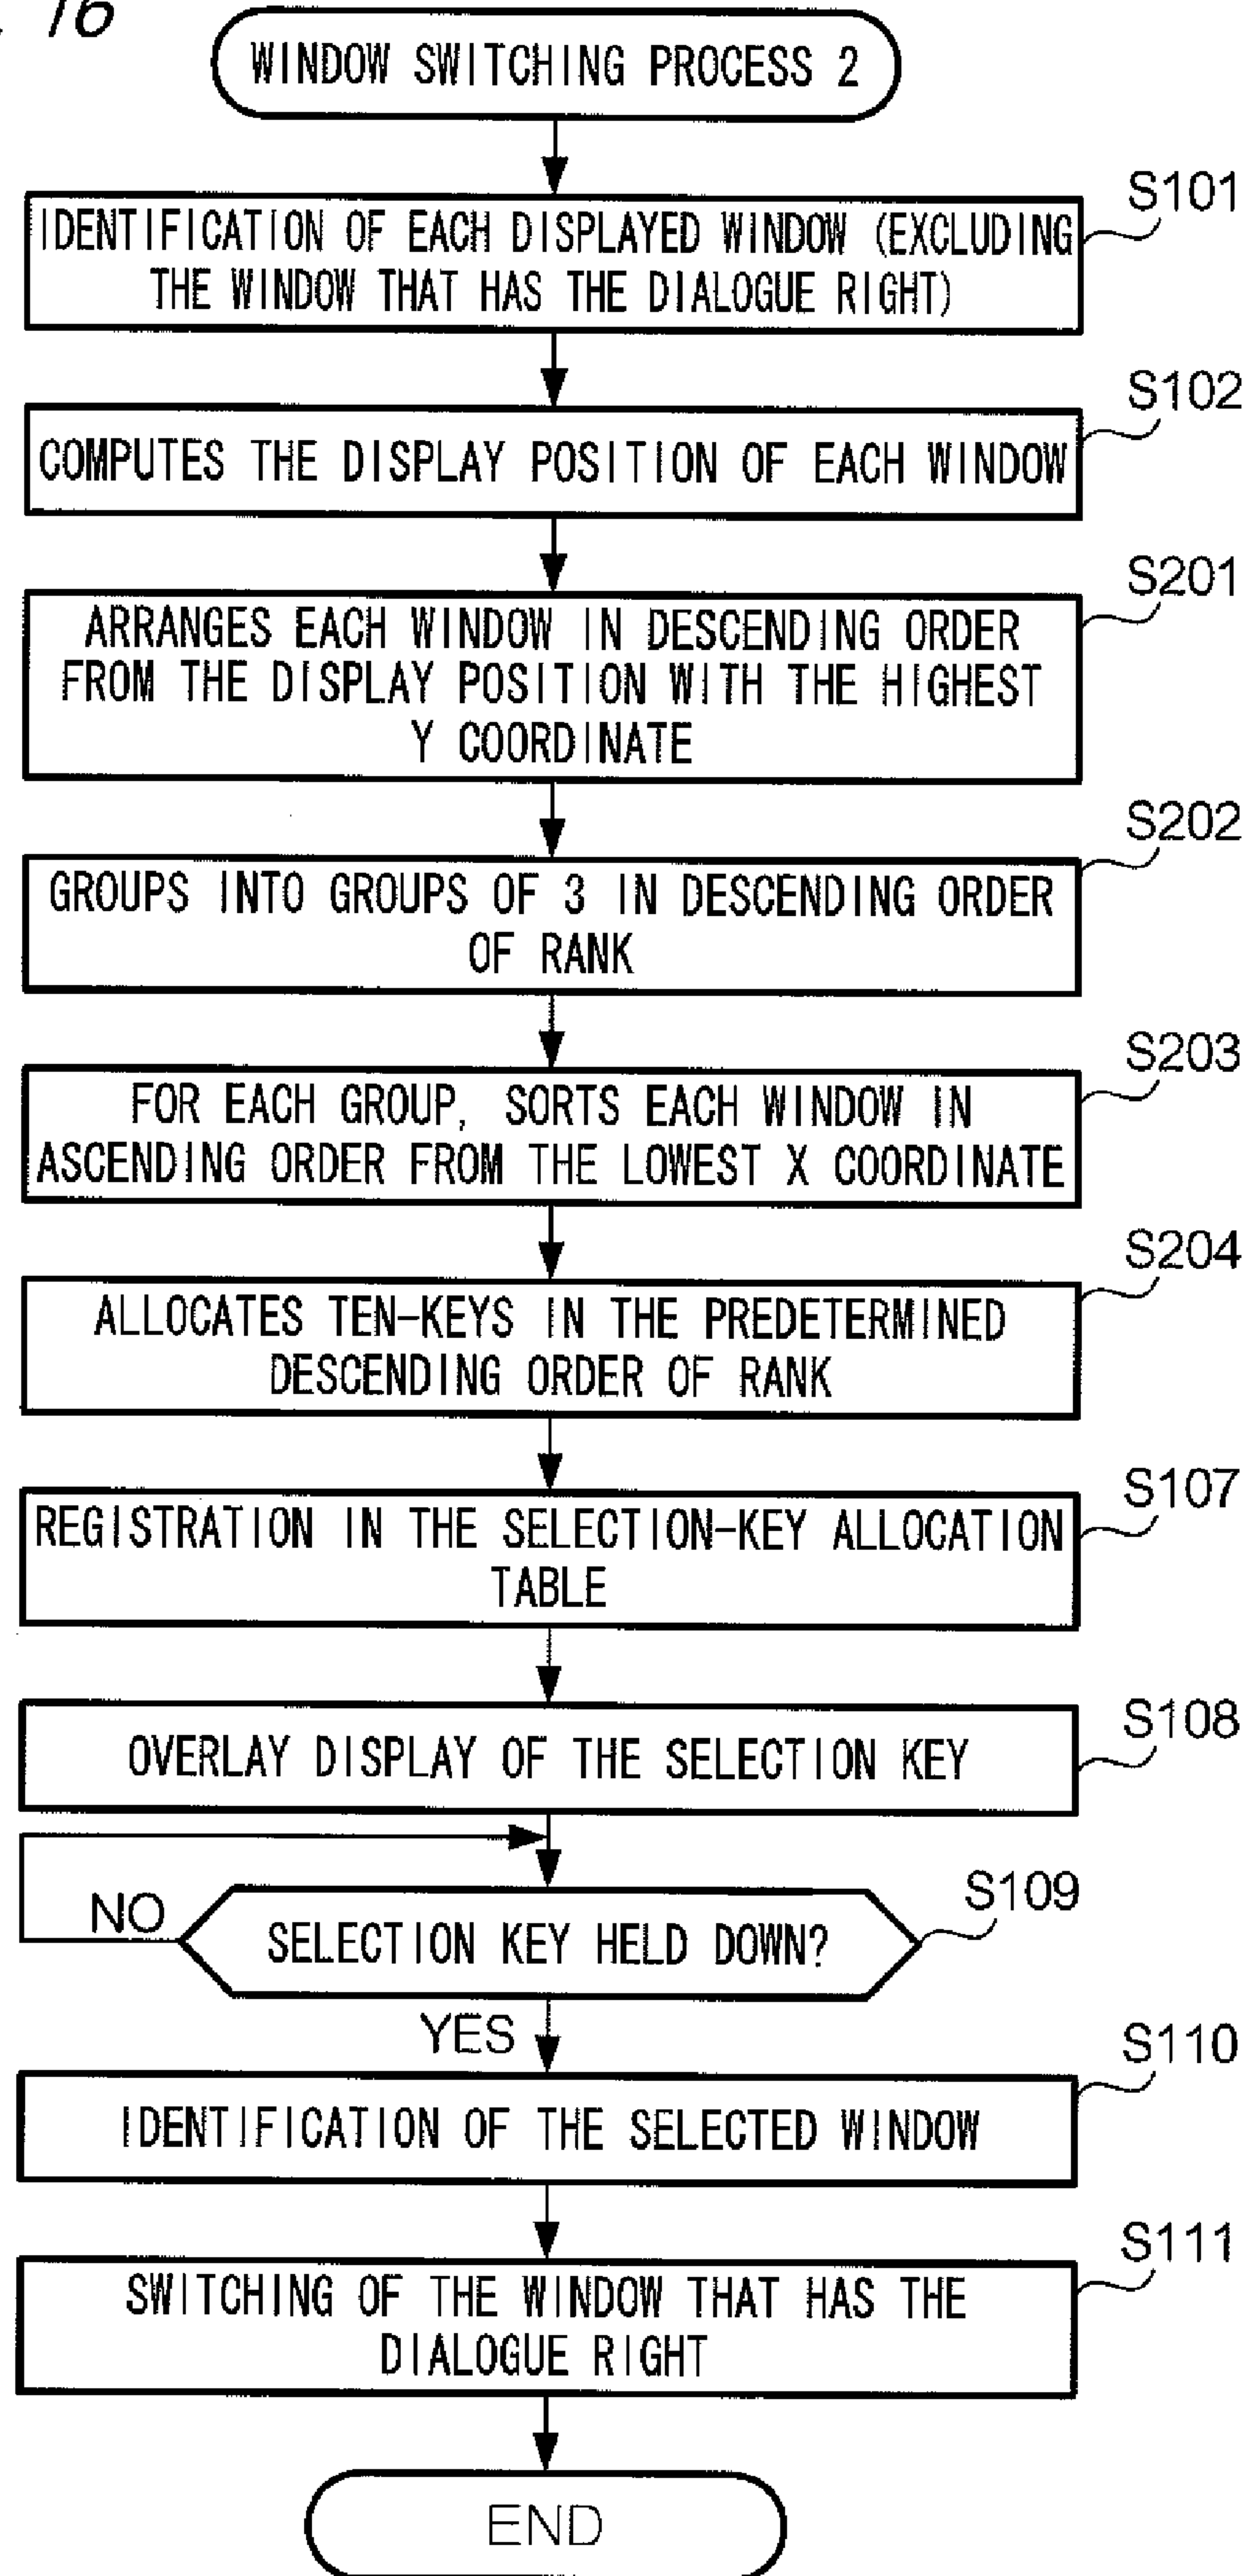 16
WINDOW SWITCHING PROCESS 2
S101
IDENTIFICATION OF EACH DISPLAYED WINDOW (EXCLUDING
THE WINDOW THAT HAS THE DIALOGUE RIGHT)
S102
COMPUTES THE DISPLAY POSITION OF EACH WINDOW
S201
ARRANGES EACH WINDOW IN DESCENDING ORDER
FROM THE DISPLAY POSITION WITH THE HIGHEST
Y COORDINATE
S202
GROUPS INTO GROUPS OF 3 IN DESCENDING ORDER
OF RANK
S203
FOR EACH GROUP, SORTS EACH WINDOW IN
ASCENDING ORDER FROM THE LOWEST X COORDINATE
S204
ALLOCATES TEN-KEYS IN THE PREDETERMINED
DESCENDING ORDER OF RANK
S107
REGISTRATION IN THE SELECTION-KEY ALLOCATION
TABLE
S108
OVERLAY DISPLAY OF THE SELECTION KEY
S109
NO
SELECTION KEY HELD DOWN?
YES
S110
IDENTIFICATION OF THE SELECTED WINDOW
S111
SWITCHING OF THE WINDOW THAT HAS THE
DIALOGUE RIGHT
END